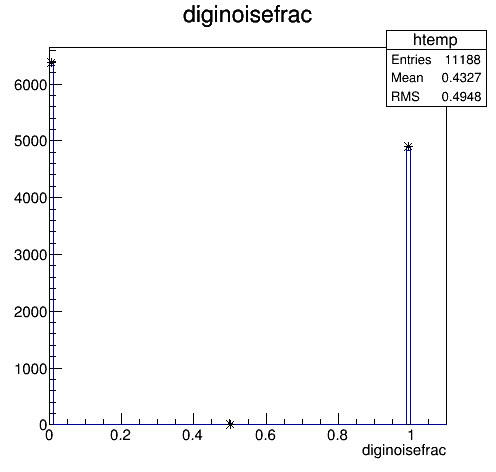 diginoisefrac
htemp
Entries 11188
Mean 0.4327
RMS 0.4948
6000
5000
4000
3000
2000
1000
0
0 0.2 0.4 0.6 0.8 1
diginoisefrac